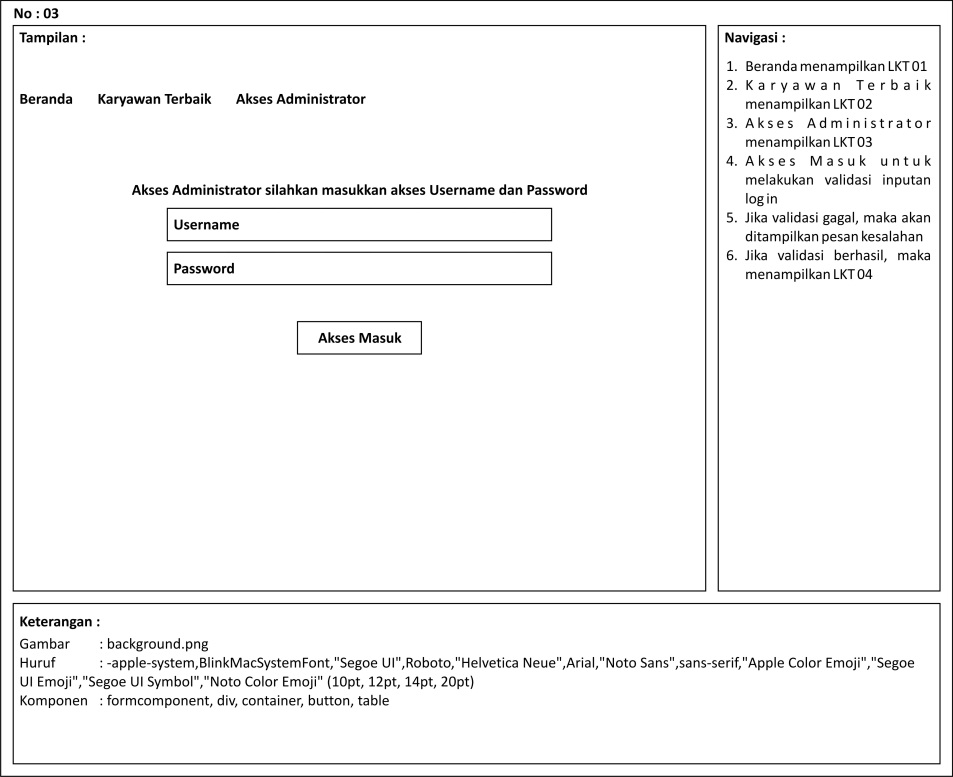 No : 03
Tampilan :
Beranda Karyawan Terbaik Akses Administrator
Akses Administrator silahkan masukkan akses Username dan Password
Username
Password
Akses Masuk
Navigasi :
1. Beranda menampilkan LKT 01
2. Karyawan Terbaik
menampilkan LKT 02
3. Akses Administrator
menampilkan LKT 03
4. Akses Masuk untuk
melakukan validasi inputan
log in
5. Jika validasi gagal, maka akan
ditampilkan pesan kesalahan
6. Jika validasi berhasil, maka
menampilkan LKT 04
Keterangan :
Gambar : background.png
Huruf : -apple-system,BlinkMacSystemFont,"Segoe UI",Roboto,"Helvetica Neue",Arial,"Noto Sans",sans-serif,"Apple Color Emoji","Segoe
UI Emoji","Segoe UI Symbol","Noto Color Emoji" (10pt, 12pt, 14pt, 20pt)
Komponen : formcomponent, div, container, button, table